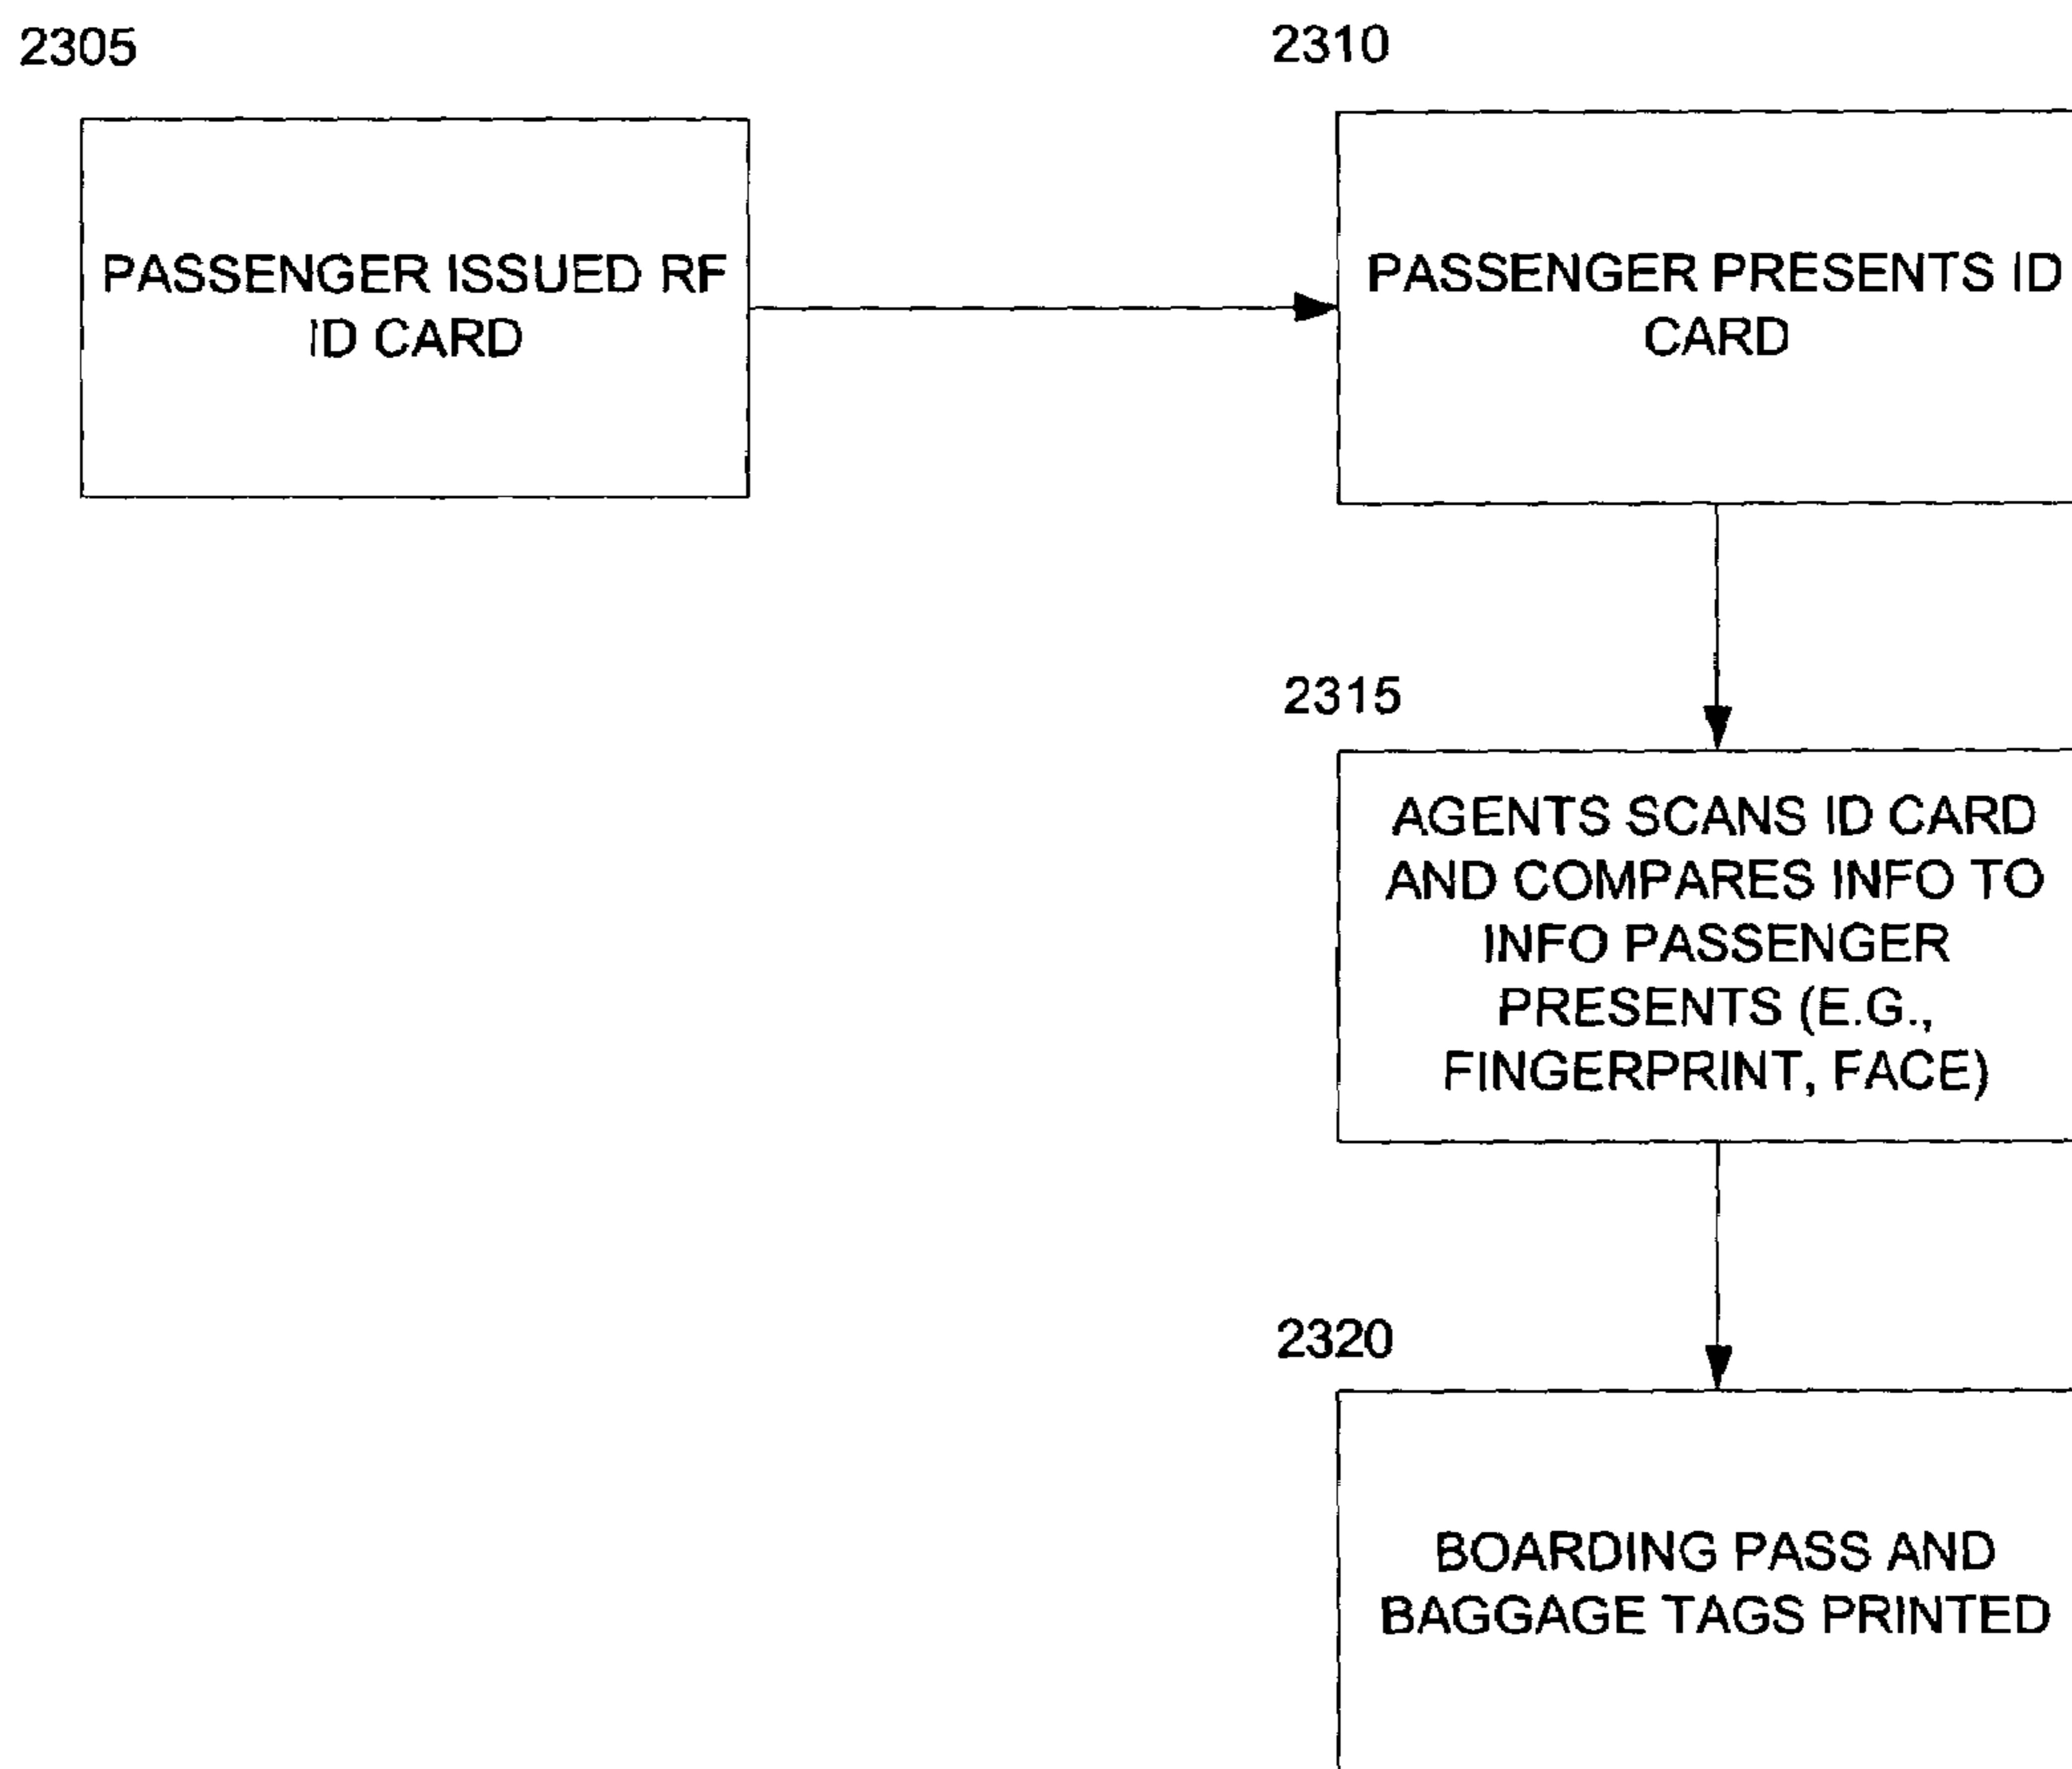 2305
PASSENGER ISSUED RF
ID CARD
2310
PASSENGER PRESENTS ID
CARD
2315
AGENTS SCANS ID CARD
AND COMPARES INFO TO
INFO PASSENGER
PRESENTS (E.G.,
FINGERPRINT, FACE)
2320
BOARDING PASS AND
BAGGAGE TAGS PRINTED